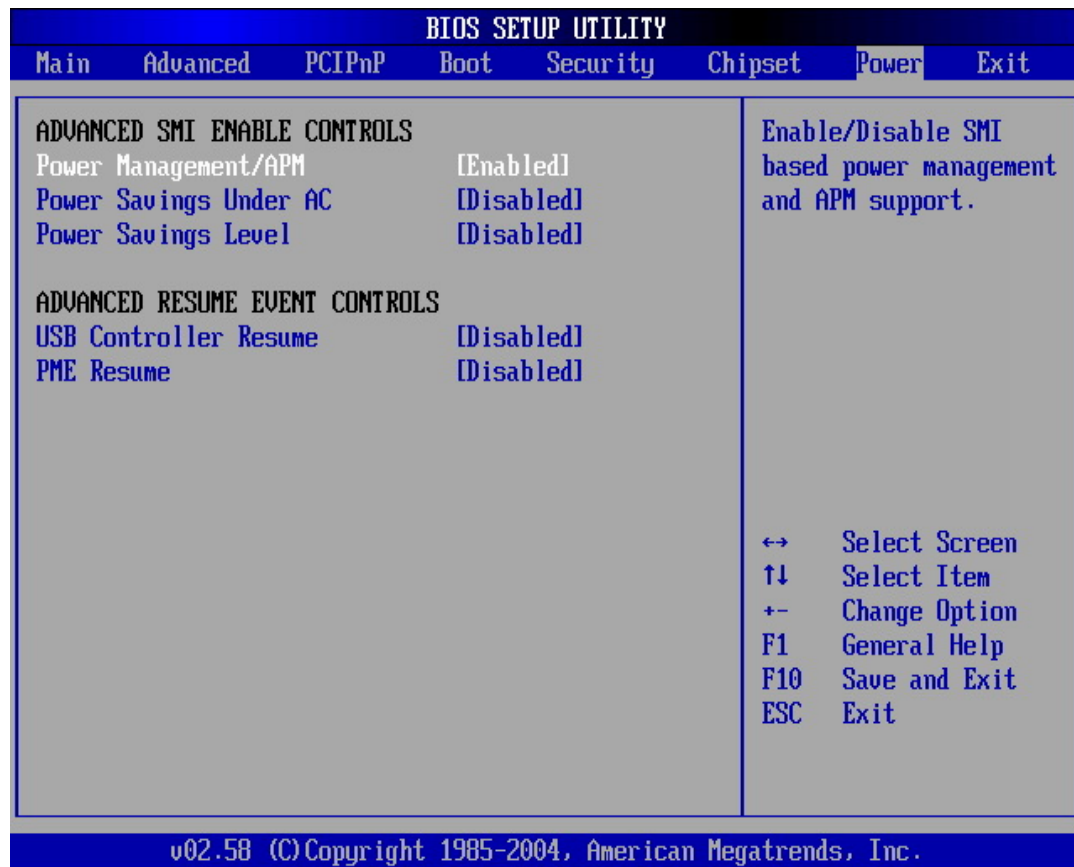 BIOS SETUP UTILITY
Main Advanced PCIPnP Boot Security Chipset Power Exit
ADVANCED SMI ENABLE CONTROLS
Power Management/APM [Enabled]
Power Savings Under AC [Disabled]
Power Savings Level [Disabled]
ADVANCED RESUME EVENT CONTROLS
USB Controller Resume [Disabled]
PME Resume [Disabled]
Enable/Disable SMI
based power management
and APM support.
←→ Select Screen
↑↓ Select Item
+- Change Option
F1 General Help
F10 Save and Exit
ESC Exit
v02.58 (C)Copyright 1985-2004, American Megatrends, Inc.